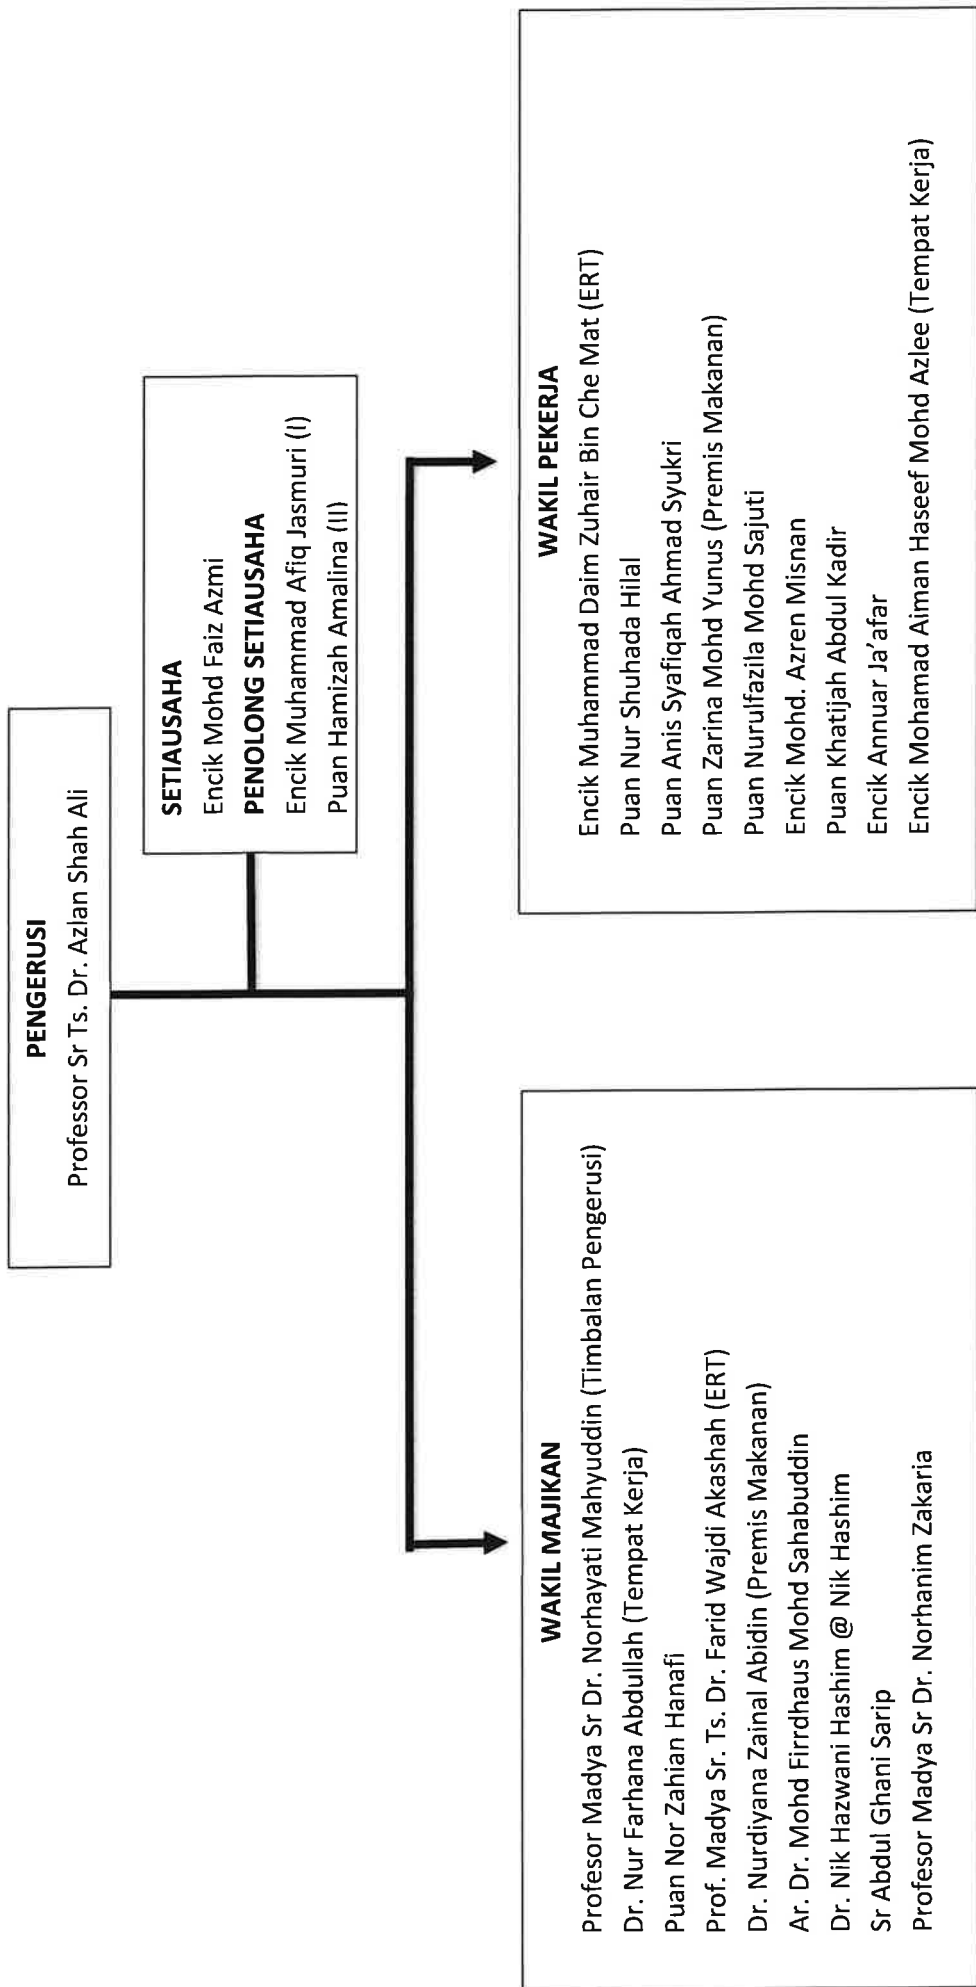 PENGERUSI
Professor Sr Ts. Dr. Azlan Shah Ali
SETIAUSAHA
Encik Mohd Faiz Azmi
PENOLONG SETIAUSAHA
Encik Muhammad Afiq Jasmuri (I)
Puan Hamizah Amalina (II)
WAKIL MAJIKAN
Profesor Madya Sr Dr. Norhayati Mahyuddin (Timbalan Pengerusi)
Dr. Nur Farhana Abdullah (Tempat Kerja)
Puan Nor Zahian Hanafi
Prof. Madya Sr. Ts. Dr. Farid Wajdi Akashah (ERT)
Dr. Nurdiyana Zainal Abidin (Premis Makanan)
Ar. Dr. Mohd Firrdhaus Mohd Sahabuddin
Dr. Nik Hazwani Hashim @ Nik Hashim
Sr Abdul Ghani Sarip
Profesor Madya Sr Dr. Norhanim Zakaria
WAKIL PEKERJA
Encik Muhammad Daim Zuhair Bin Che Mat (ERT)
Puan Nur Shuhada Hilal
Puan Anis Syafiqah Ahmad Syukri
Puan Zarina Mohd Yunus (Premis Makanan)
Puan Nurulfazila Mohd Sajuti
Encik Mohd. Azren Misnan
Puan Khatijah Abdul Kadir
Encik Annuar Ja'afar
Encik Mohamad Aiman Haseef Mohd Azlee (Tempat Kerja)